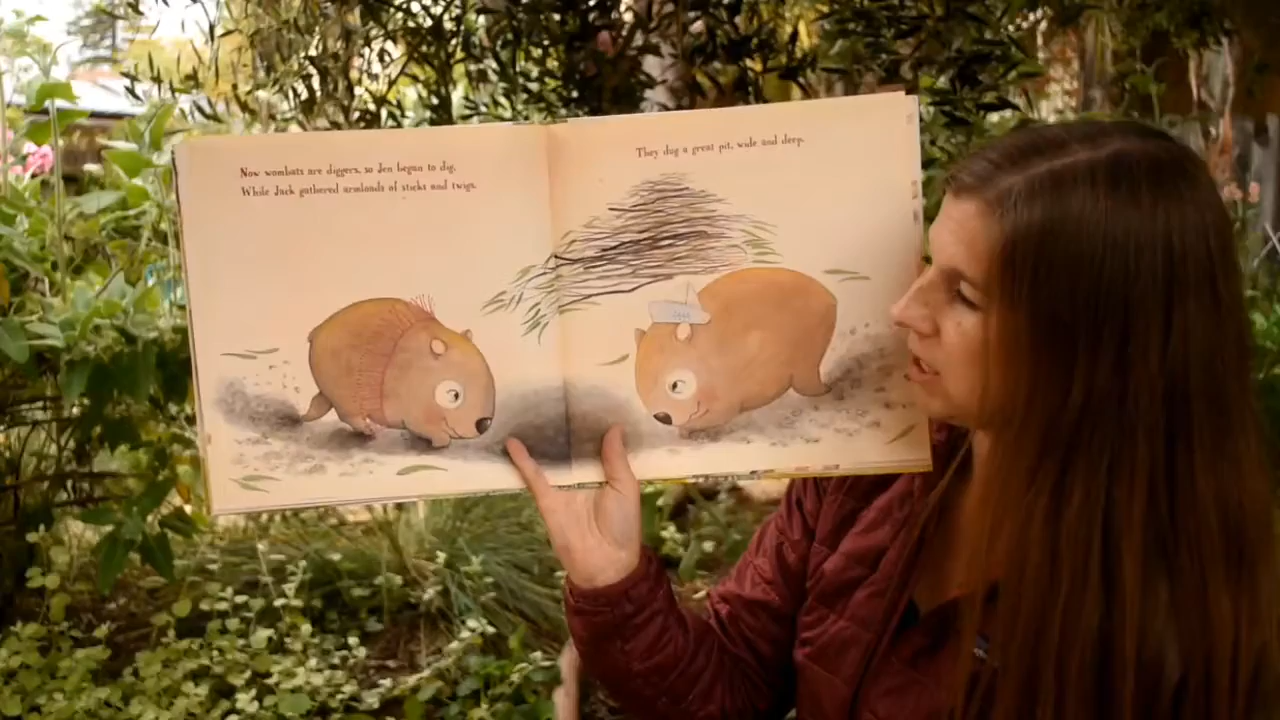 Now wombats are diggers, so Jen began to dig.
While Jack gathered armloads of sticks and twigs.
They dug a great pit, wide and deep.